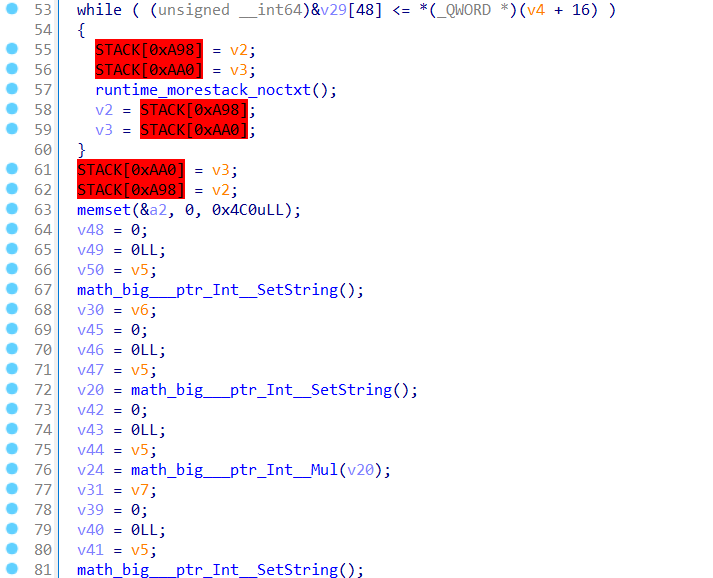 53 while ( (unsigned __int64)&v29[48] <= *(_QWORD *)(v4 + 16) )
54 {
55 STACK[0xA98] = v2;
56 STACK[0xAA0] = v3;
57 runtime_morestack_noctxt();
58 v2 = STACK[0xA98];
59 v3 = STACK[0xAA0];
60 }
61 STACK[0xAA0] = v3;
62 STACK[0xA98] = v2;
63 memset(&a2, 0, 0x4C0uLL);
64 v48 = 0;
65 v49 = 0LL;
66 v50 = v5;
67 math_big___ptr_Int__SetString();
68 v30 = v6;
69 v45 = 0;
70 v46 = 0LL;
71 v47 = v5;
72 v20 = math_big___ptr_Int__SetString();
73 v42 = 0;
74 v43 = 0LL;
75 v44 = v5;
76 v24 = math_big___ptr_Int__Mul(v20);
77 v31 = v7;
78 v39 = 0;
79 v40 = 0LL;
80 v41 = v5;
81 math_big___ptr_Int__SetString();